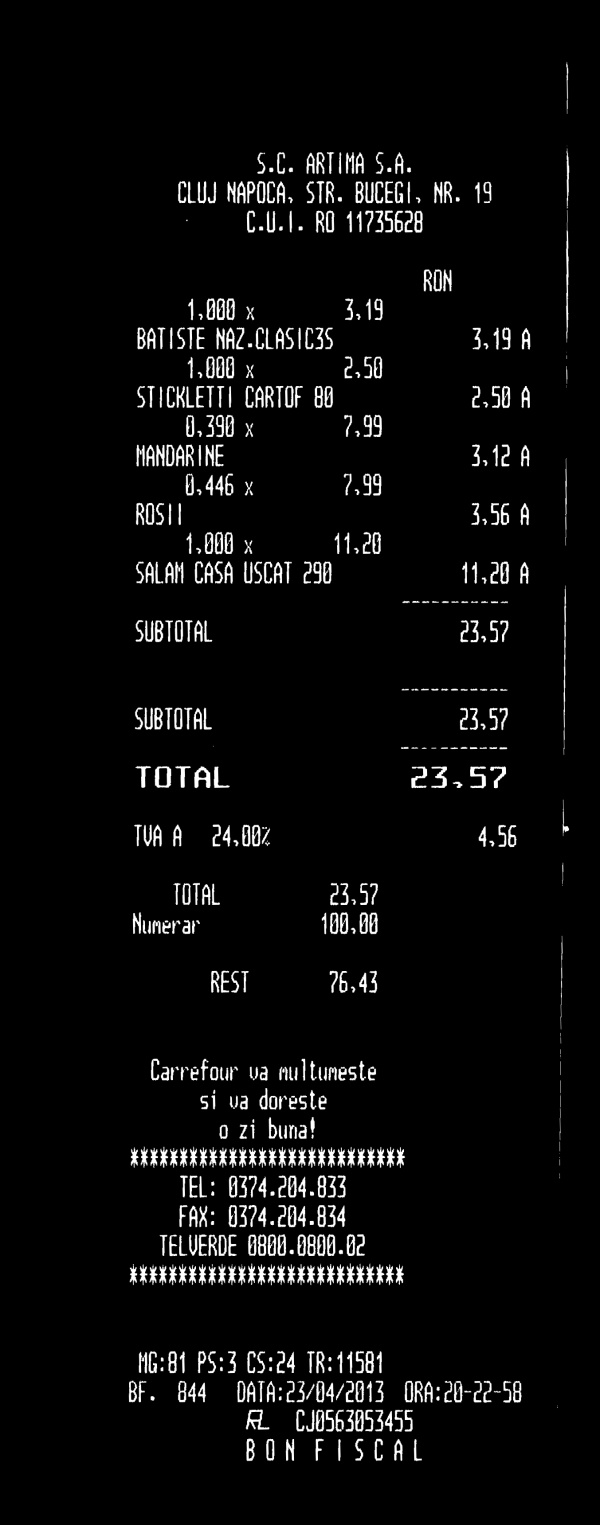 S.C. ARTIMA S.A.
CLUJ NAPOCA, STR. BUCEGI, NR. 19
C.U.I. RO 11735628
RON
1,000 x 3,19
BATISTE NAZ.CLASIC3S 3,19 A
1,000 x 2,50
STICKLETTI CARTOF 80 2,50 A
0,390 x 7,99
MANDARINE 3,12 A
0,446 x 7,99
ROSII 3,56 A
1,000 x 11,20
SALAM CASA USCAT 290 11,20 A
-----------
SUBTOTAL 23,57
-----------
SUBTOTAL 23,57
-----------
TOTAL 23,57
TVA A 24,00% 4,56
TOTAL 23,57
Numerar 100,00
REST 76,43
Carrefour va multumeste
si va doreste
o zi buna!
****************************
TEL: 0374.204.833
FAX: 0374.204.834
TELVERDE 0800.0800.02
****************************
MG:81 PS:3 CS:24 TR:11581
BF. 844 DATA:23/04/2013 ORA:20-22-58
RL CJ0563053455
BON FISCAL